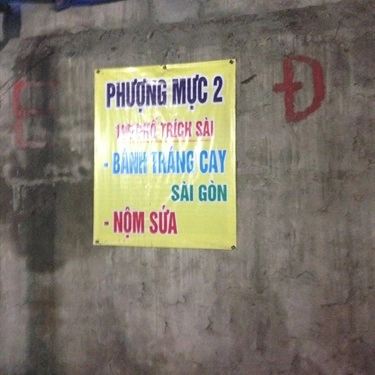 PHƯỢNG MỰC 2
PHỐ TRÍCH SÀI
- BÁNH TRÁNG CAY
SÀI GÒN
- NỘM SỨA
Đ